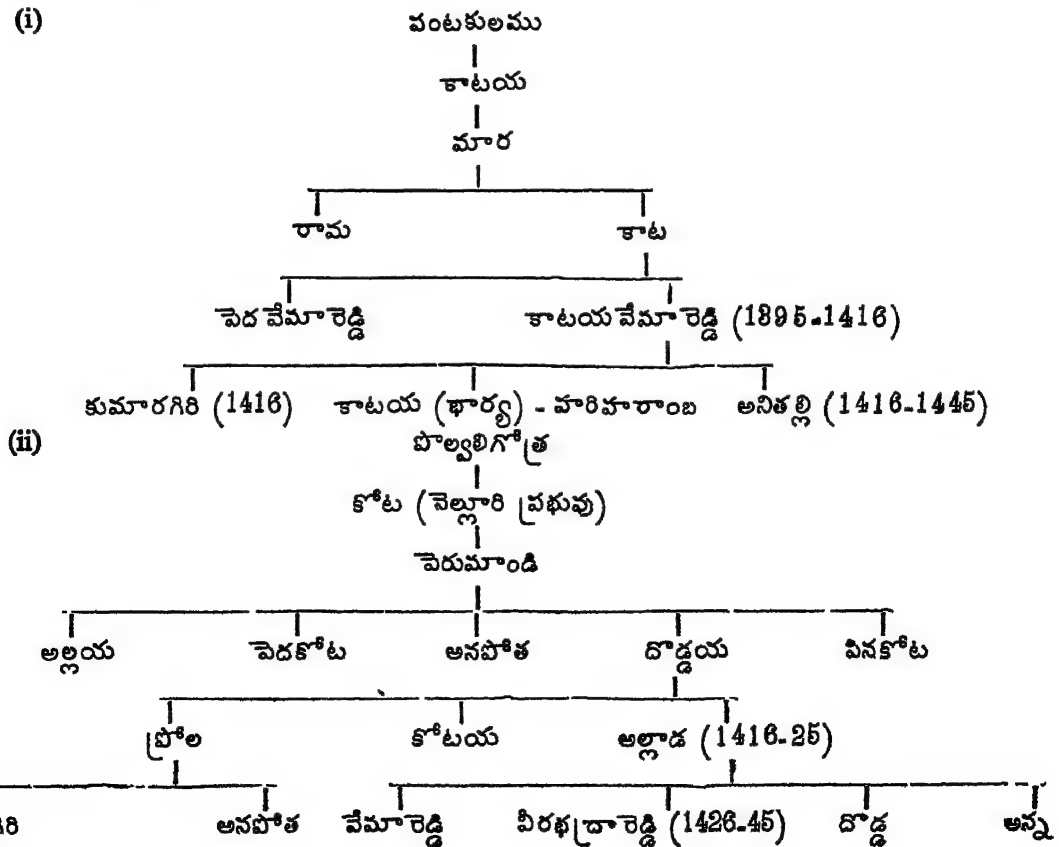 (i)
వంటకులము
కాటయ
మార
రామ కాట
పెద వేమా రెడ్డి కాటయ వేమా రెడ్డి (1395-1416)
కుమారగిరి (1416) కాటయ (భార్య) - హరిహరాంబ అనితల్లి (1416-1445)
(ii)
పొల్వలిగోత్ర
కోట (నెల్లూరి ప్రభువు)
పెరుమాండి
అల్లయ పెదకోట అనపోత దొడ్డయ పినకోట
ప్రోల కోటయ అల్లాడ (1416-25)
అనపోత వేమా రెడ్డి వీరభద్రా రెడ్డి (1426-45) దొడ్డ అన్న